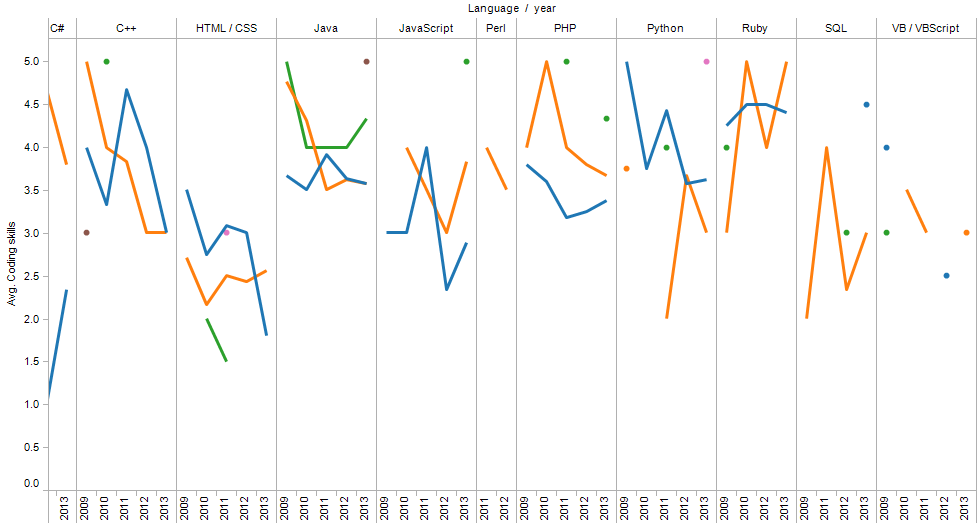 Language / year
C# C++ HTML / CSS Java JavaScript Perl PHP Python Ruby SQL VB / VBScript
Avg. Coding skills
5.0
4.5
4.0
3.5
3.0
2.5
2.0
1.5
1.0
0.5
0.0
2013 2009 2010 2011 2012 2013 2009 2010 2011 2012 2013 2009 2010 2011 2012 2013 2009 2010 2011 2012 2013 2011 2012 2009 2010 2011 2012 2013 2009 2010 2011 2012 2013 2009 2010 2011 2012 2013 2009 2010 2011 2012 2013 2009 2010 2011 2012 2013